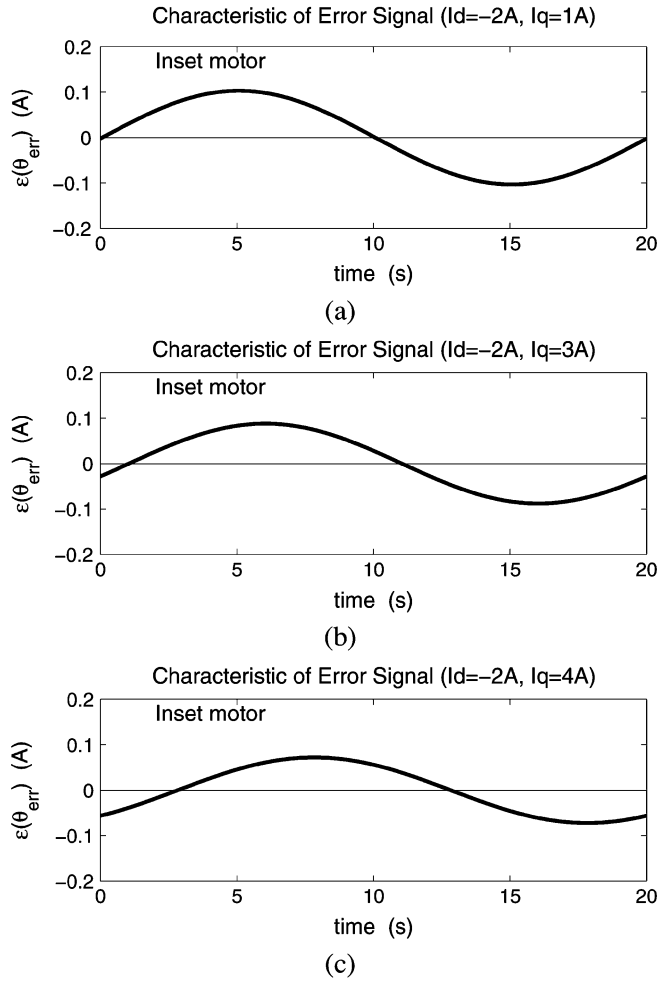 Characteristic of Error Signal (Id=−2A, Iq=1A)
Inset motor
0.2
0.1
0
−0.1
−0.2
ε(θerr) (A)
0 5 10 15 20
time (s)
(a)
Characteristic of Error Signal (Id=−2A, Iq=3A)
Inset motor
0.2
0.1
0
−0.1
−0.2
ε(θerr) (A)
0 5 10 15 20
time (s)
(b)
Characteristic of Error Signal (Id=−2A, Iq=4A)
Inset motor
0.2
0.1
0
−0.1
−0.2
ε(θerr) (A)
0 5 10 15 20
time (s)
(c)